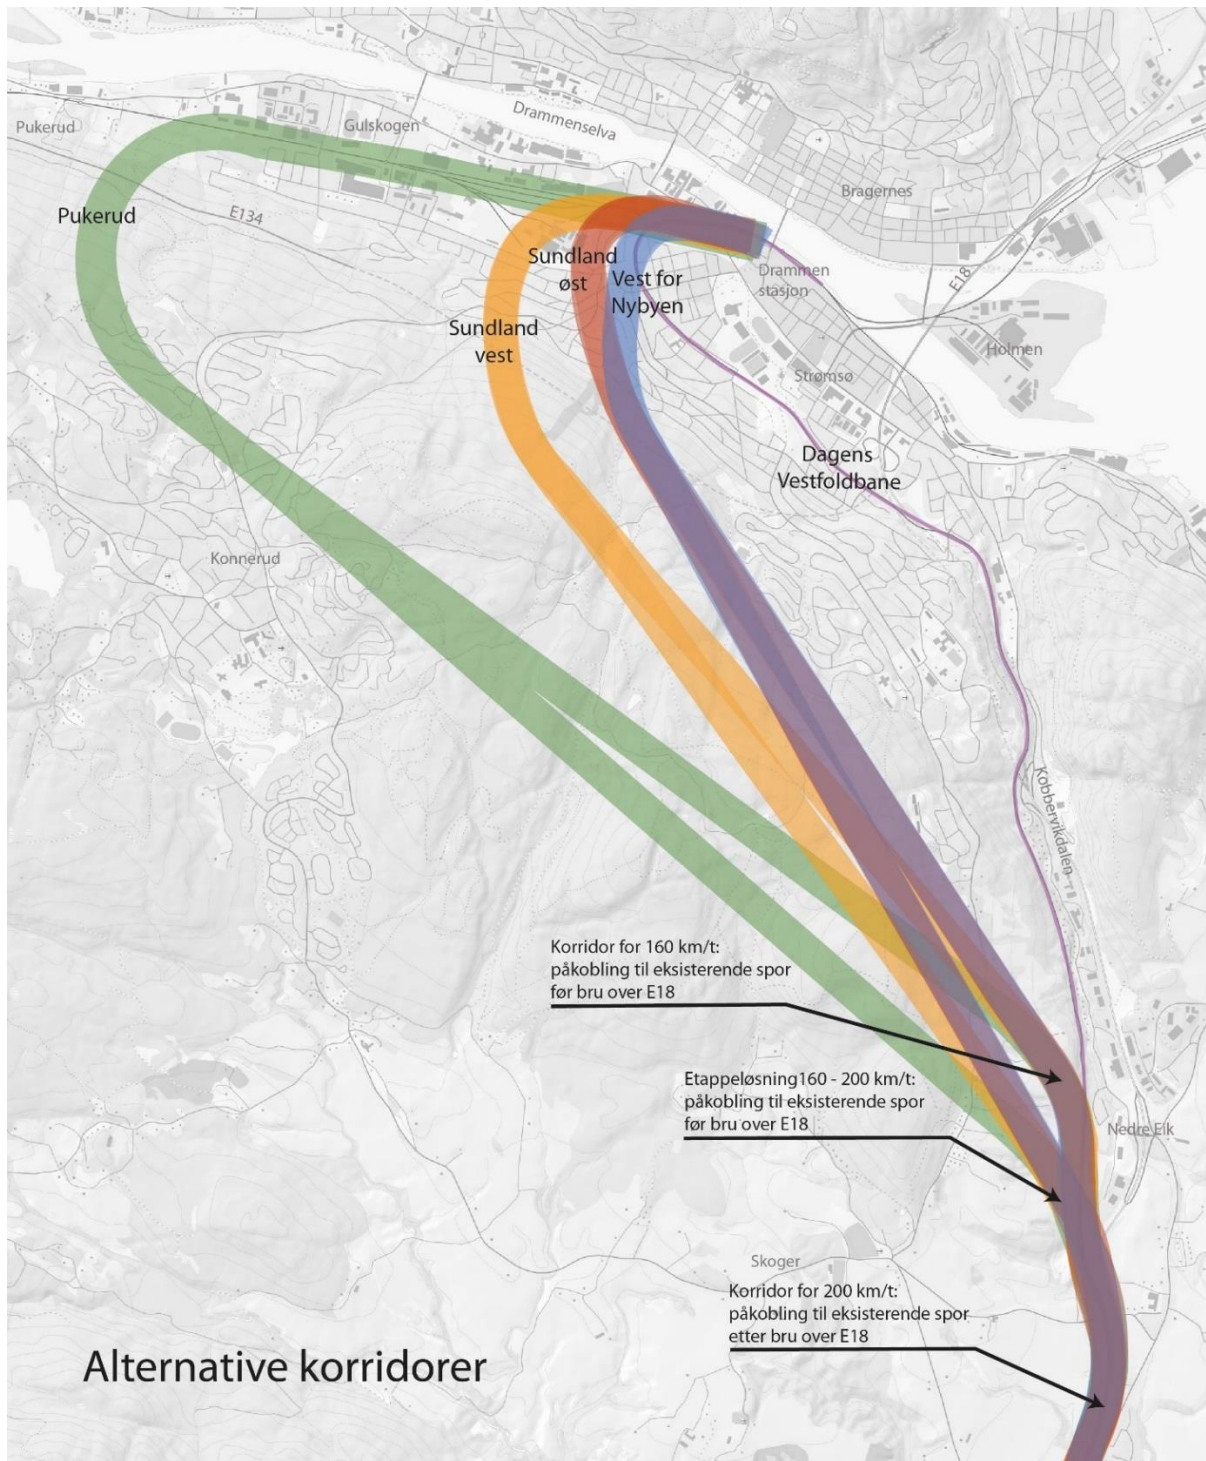 Drammenselva
Pukerud
Gulskogen
Bragernes
Pukerud
E134
Sundland
øst
Vest for
Nybyen
Drammen
stasjon
E18
Sundland
vest
Holmen
Strømsø
Dagens
Vestfoldbane
Konnerud
Kobbervikdalen
Korridor for 160 km/t:
påkobling til eksisterende spor
før bru over E18
Etappeløsning160 - 200 km/t:
påkobling til eksisterende spor
før bru over E18
Nedre Eik
Skoger
Korridor for 200 km/t:
påkobling til eksisterende spor
etter bru over E18
Alternative korridorer